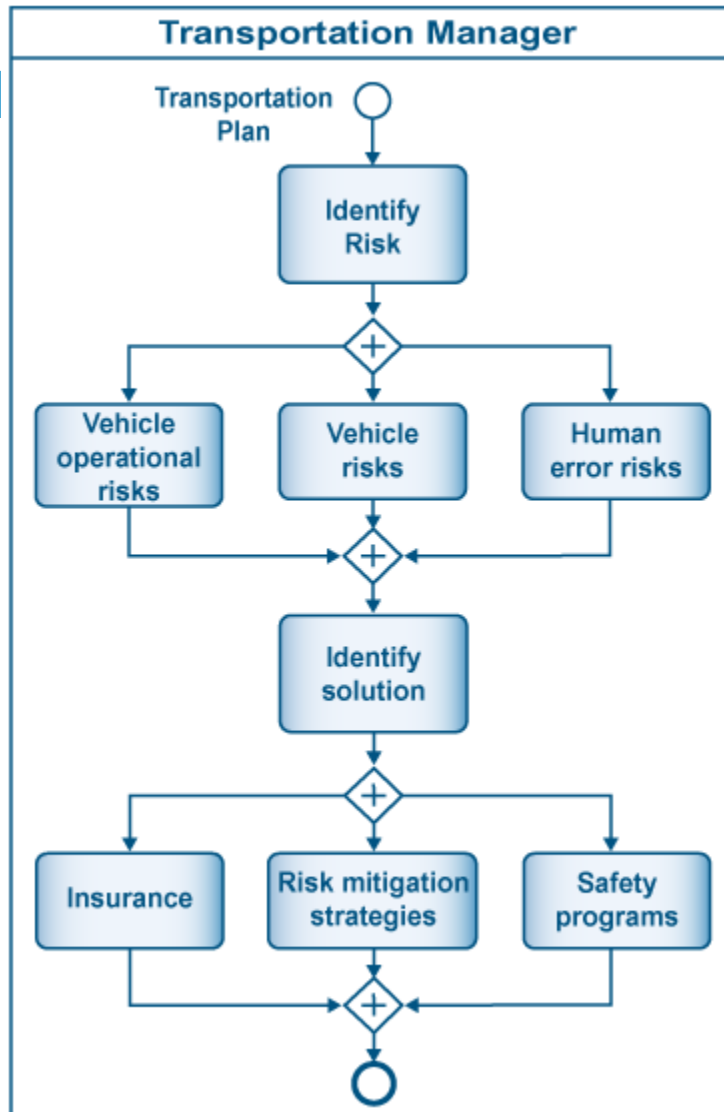 Transportation Manager
Transportation
Plan
Identify
Risk
Vehicle
operational
risks
Vehicle
risks
Human
error risks
Identify
solution
Insurance
Risk mitigation
strategies
Safety
programs